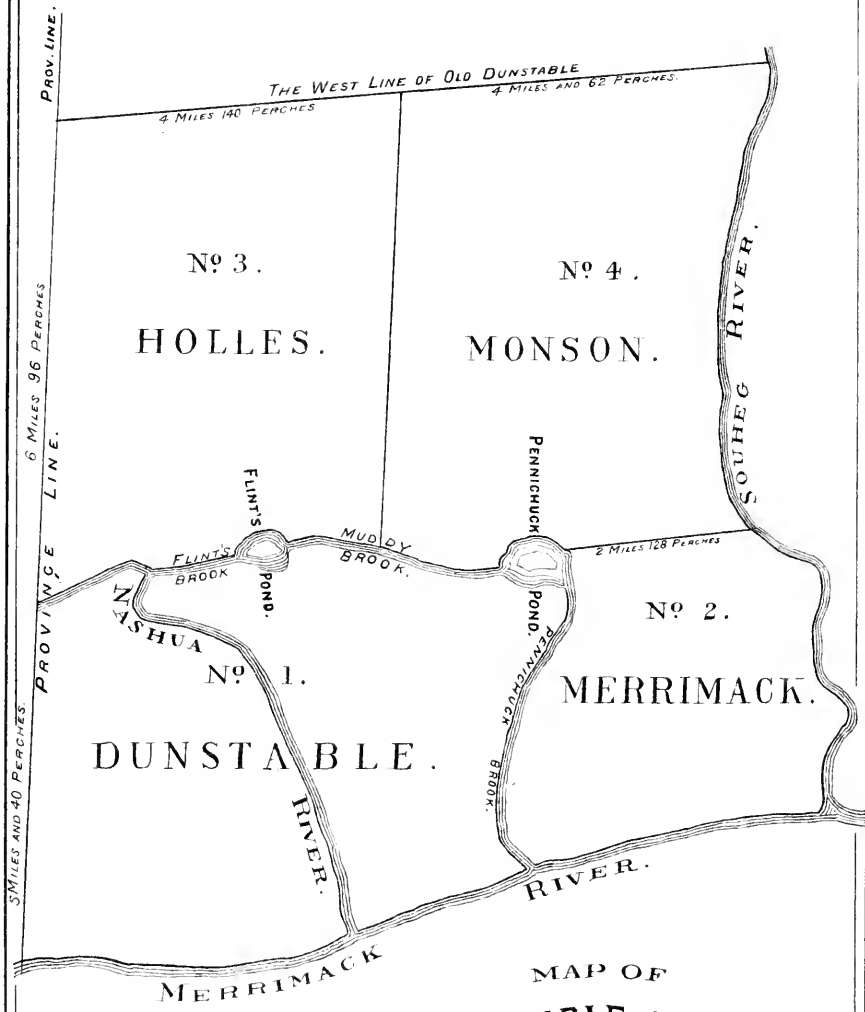 PROV. LINE.
THE WEST LINE OF OLD DUNSTABLE
4 MILES 140 PERCHES
4 MILES AND 62 PERCHES.
Nº 3.
HOLLES.
Nº 4.
MONSON.
SOUHEG RIVER.
6 MILES 96 PERCHES
PROVINCE LINE.
FLINT'S POND.
PENNICHUCK POND.
FLINT'S BROOK
MUDDY BROOK.
2 MILES 128 PERCHES
NASHUA RIVER.
Nº 1.
DUNSTABLE.
Nº 2.
MERRIMACK.
PENNICHUCK BROOK.
5 MILES AND 40 PERCHES.
MERRIMACK RIVER.
MAP OF